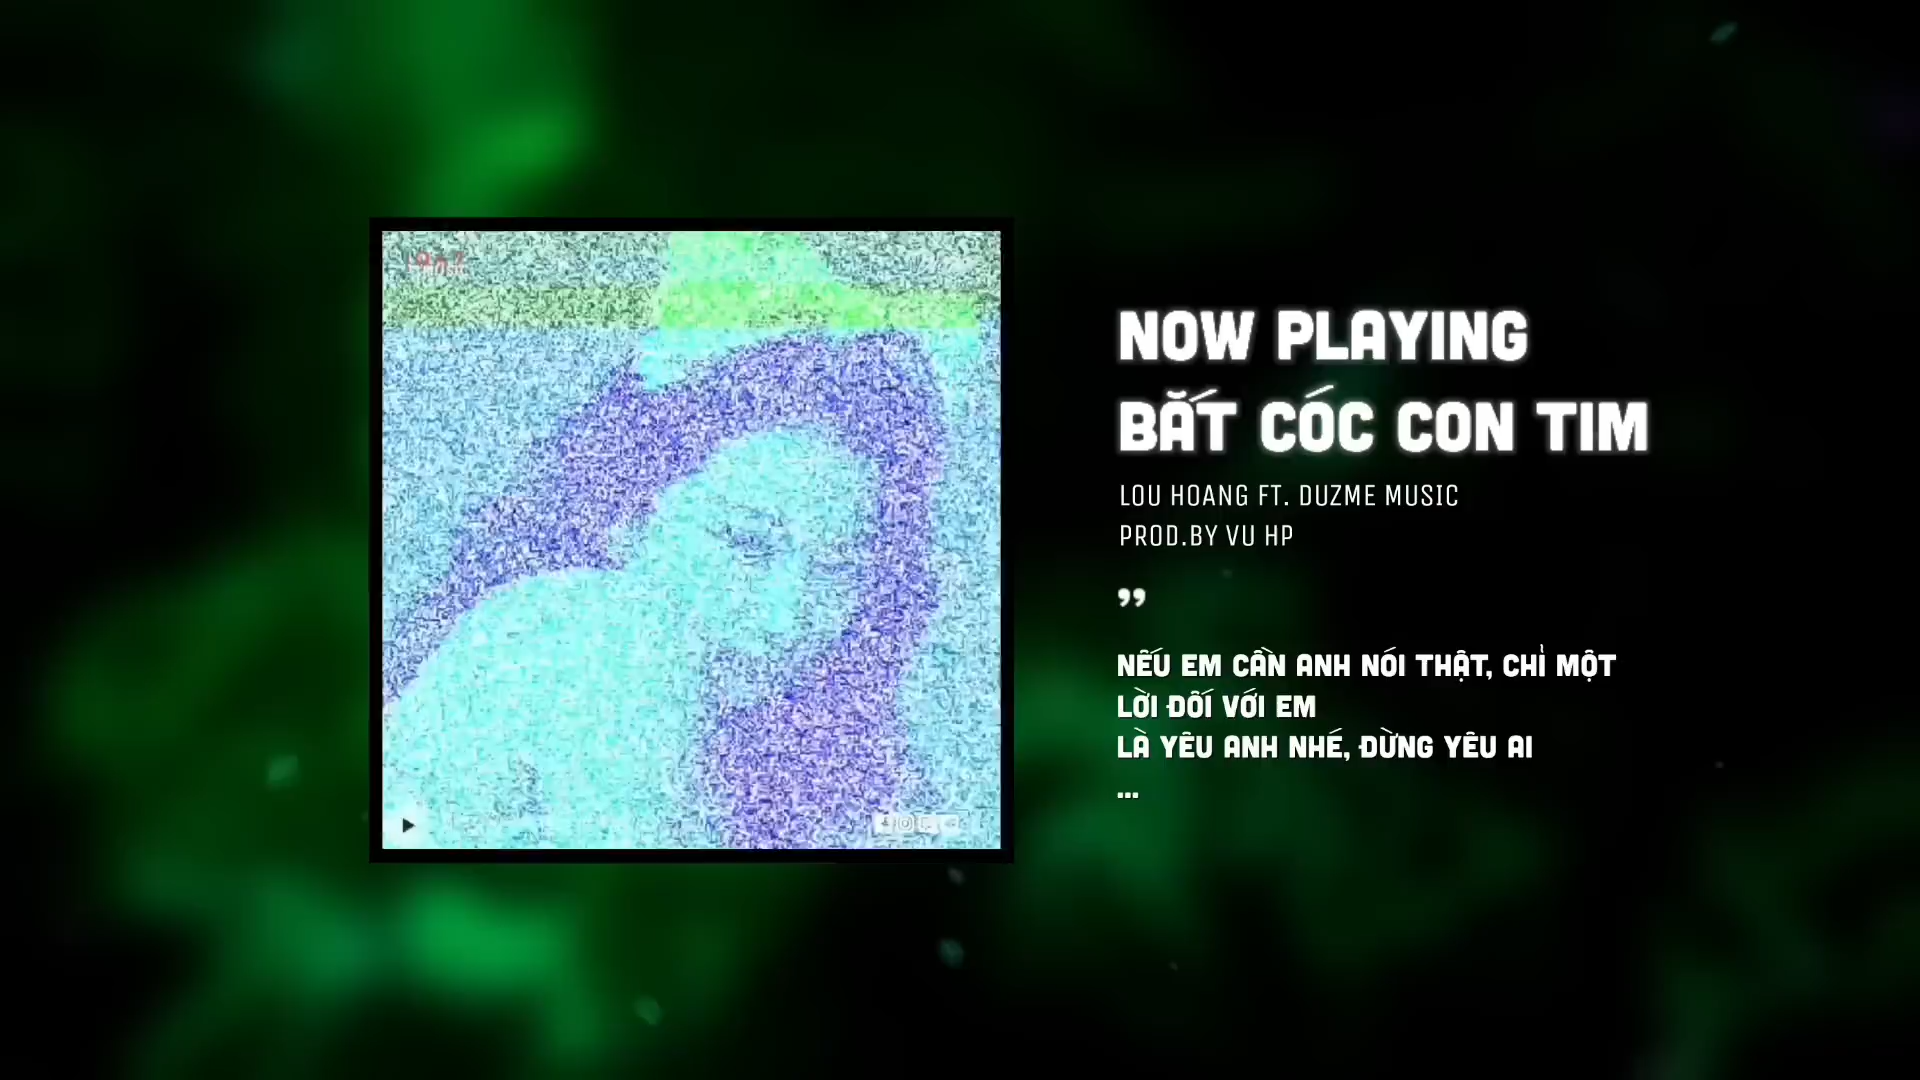 NOW PLAYING
BẮT CÓC CON TIM
LOU HOANG FT. DUZME MUSIC
PROD.BY VU HP
”
NẾU EM CẦN ANH NÓI THẬT, CHỈ MỘT
LỜI ĐỐI VỚI EM
LÀ YÊU ANH NHÉ, ĐỪNG YÊU AI
...